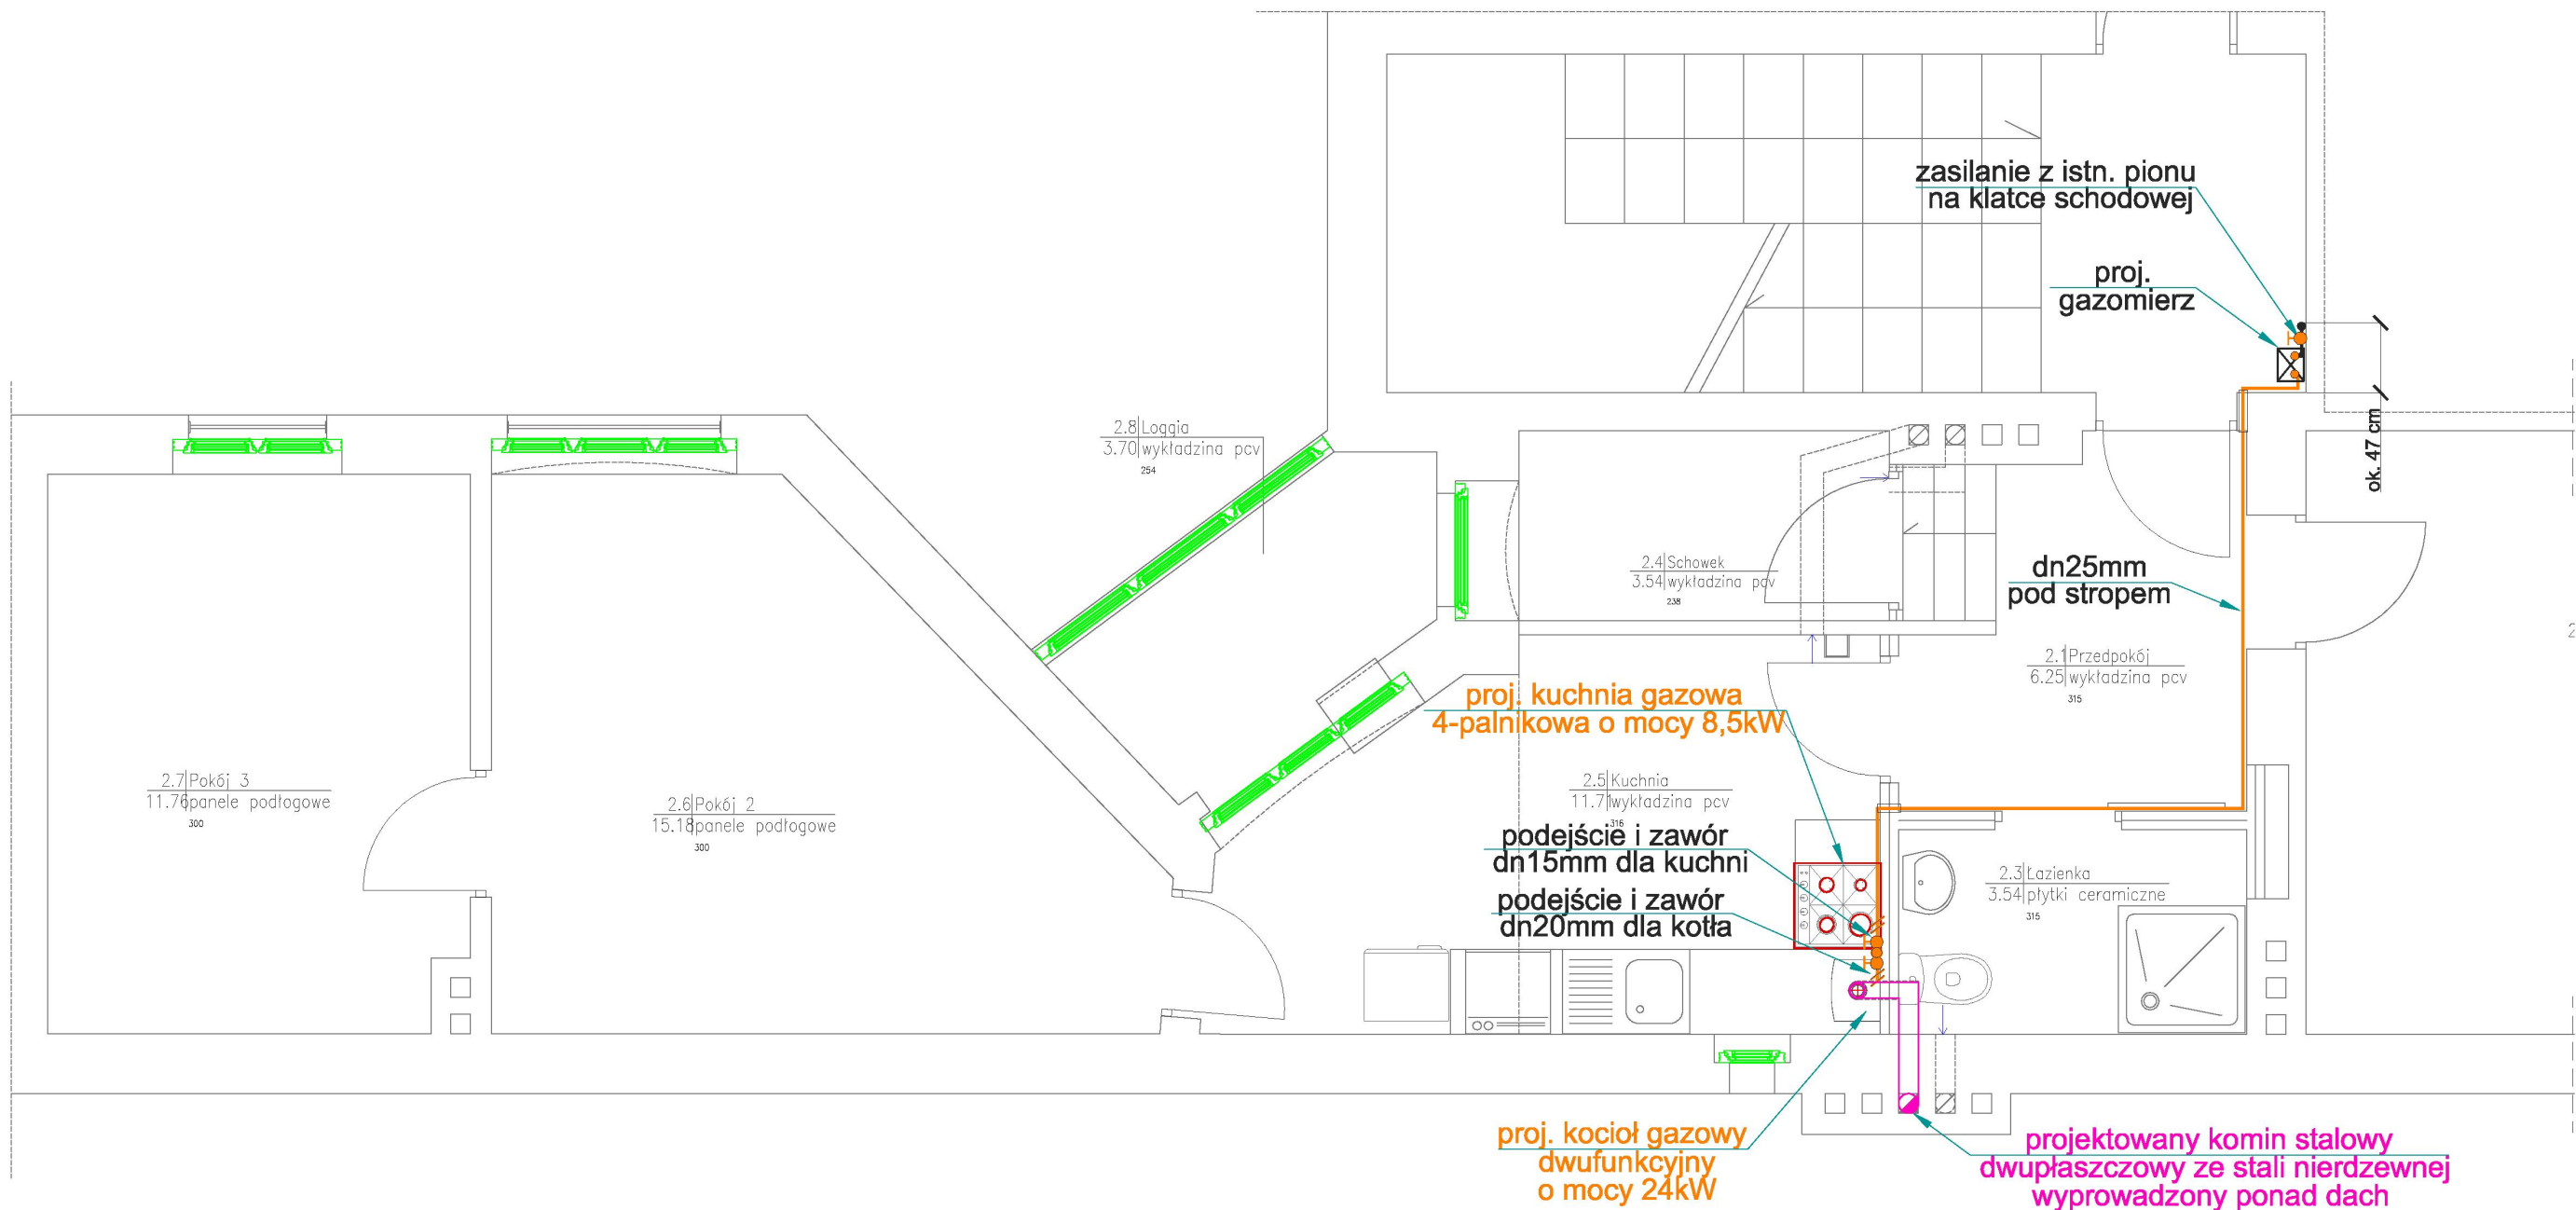 zasilanie z istn. pionu
na klatce schodowej
proj.
gazomierz
ok. 47 cm
2.8 Loggia
3.70 wykładzina pcv
254
2.4 Schowek
3.54 wykładzina pcv
238
dn25mm
pod stropem
2.1 Przedpokój
6.25 wykładzina pcv
315
proj. kuchnia gazowa
4-palnikowa o mocy 8,5kW
2.7 Pokój 3
11.76 panele podłogowe
300
2.6 Pokój 2
15.18 panele podłogowe
300
2.5 Kuchnia
11.71 wykładzina pcv
316
podejście i zawór
dn15mm dla kuchni
podejście i zawór
dn20mm dla kotła
2.3 Łazienka
3.54 płytki ceramiczne
315
proj. kocioł gazowy
dwufunkcyjny
o mocy 24kW
projektowany komin stalowy
dwupłaszczowy ze stali nierdzewnej
wyprowadzony ponad dach